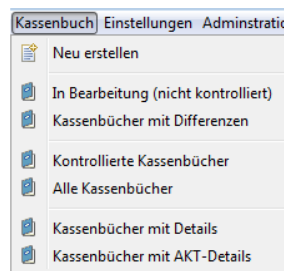 Kassenbuch Einstellungen
Neu erstellen
In Bearbeitung (nicht kontrolliert)
Kassenbücher mit Differenzen
Kontrollierte Kassenbücher
Alle Kassenbücher
Kassenbücher mit Details
Kassenbücher mit AKT-Details